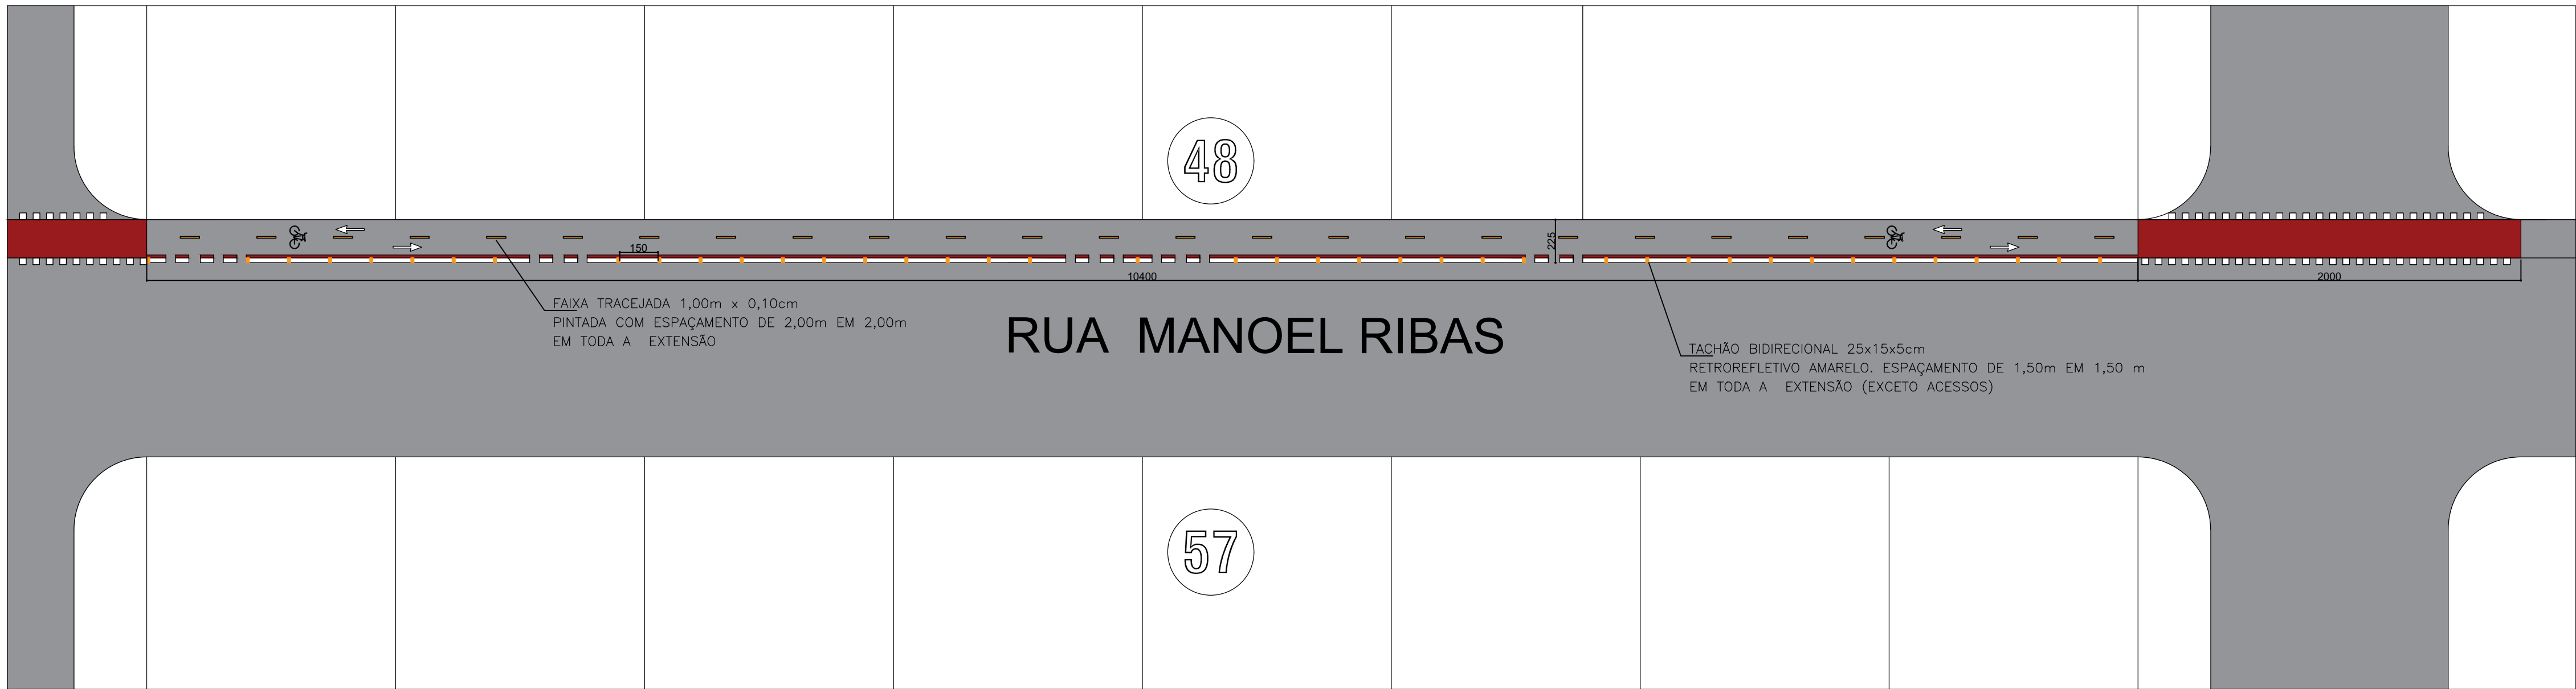 48
150
225
10400
2000
FAIXA TRACEJADA 1,00m x 0,10cm
PINTADA COM ESPAÇAMENTO DE 2,00m EM 2,00m
EM TODA A EXTENSÃO
RUA MANOEL RIBAS
TACHÃO BIDIRECIONAL 25x15x5cm
RETROREFLETIVO AMARELO. ESPAÇAMENTO DE 1,50m EM 1,50 m
EM TODA A EXTENSÃO (EXCETO ACESSOS)
57